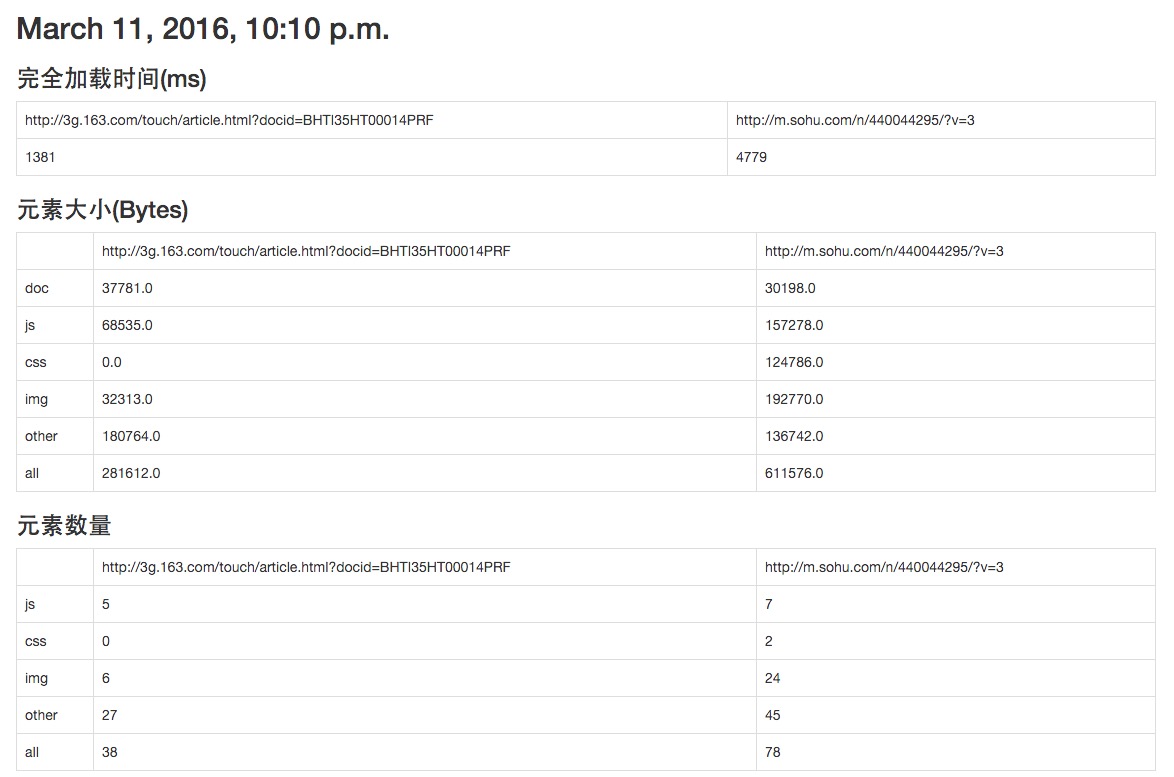 March 11, 2016, 10:10 p.m.
完全加载时间(ms)
http://3g.163.com/touch/article.html?docid=BHTI35HT00014PRF http://m.sohu.com/n/440044295/?v=3
1381 4779
元素大小(Bytes)
http://3g.163.com/touch/article.html?docid=BHTI35HT00014PRF http://m.sohu.com/n/440044295/?v=3
doc 37781.0 30198.0
js 68535.0 157278.0
css 0.0 124786.0
img 32313.0 192770.0
other 180764.0 136742.0
all 281612.0 611576.0
元素数量
http://3g.163.com/touch/article.html?docid=BHTI35HT00014PRF http://m.sohu.com/n/440044295/?v=3
js 5 7
css 0 2
img 6 24
other 27 45
all 38 78